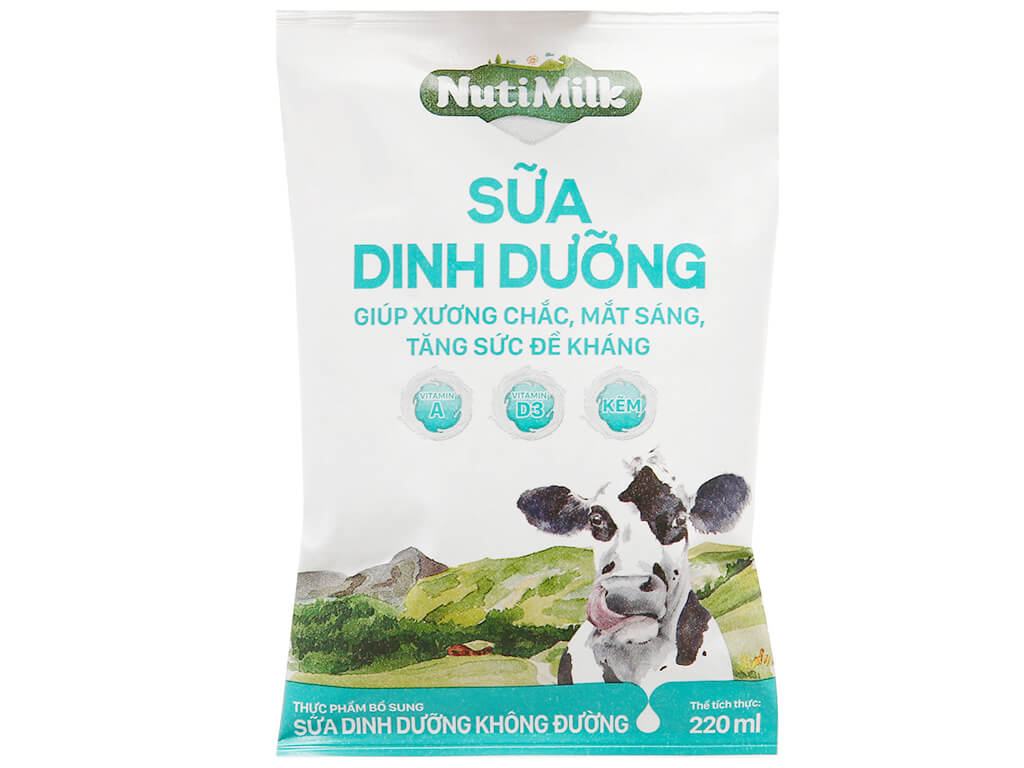 NutiMilk
SỮA
DINH DƯỠNG
GIÚP XƯƠNG CHẮC, MẮT SÁNG,
TĂNG SỨC ĐỀ KHÁNG
VITAMIN
A
VITAMIN
D3
KẼM
THỰC PHẨM BỔ SUNG
SỮA DINH DƯỠNG KHÔNG ĐƯỜNG
Thể tích thực:
220 ml